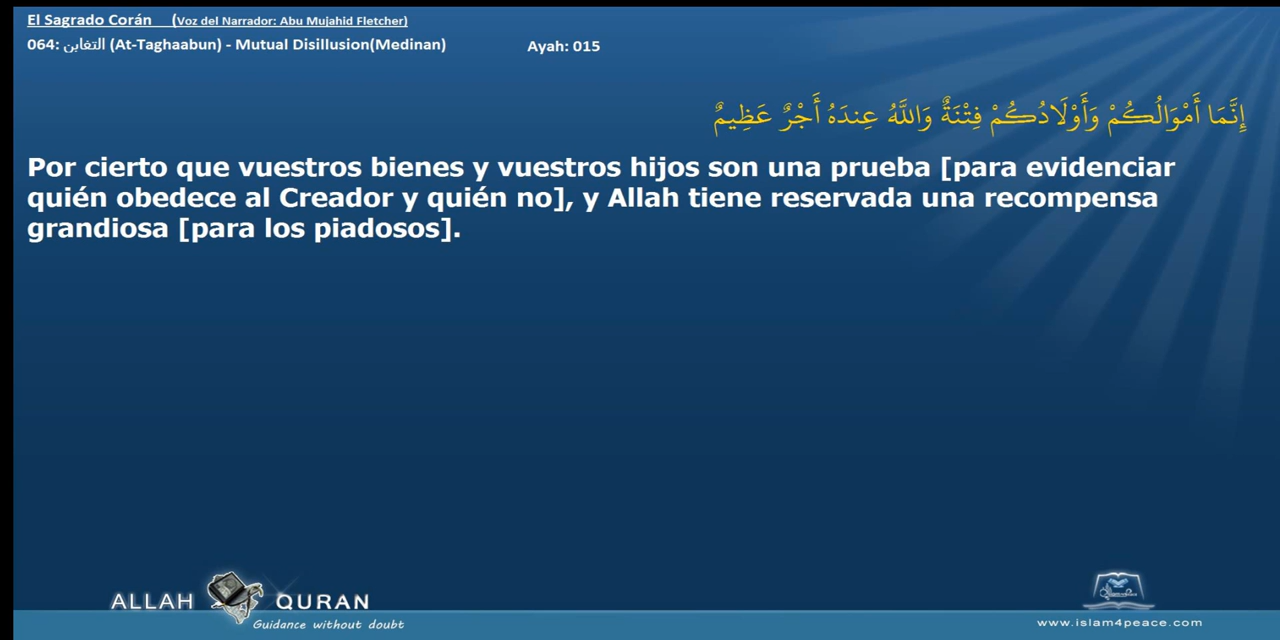 El Sagrado Corán (Voz del Narrador: Abu Mujahid Fletcher)
064: التغابن (At-Taghaabun) - Mutual Disillusion(Medinan) Ayah: 015
إِنَّمَا أَمْوَالُكُمْ وَأَوْلَادُكُمْ فِتْنَةٌ وَاللَّهُ عِندَهُ أَجْرٌ عَظِيمٌ
Por cierto que vuestros bienes y vuestros hijos son una prueba [para evidenciar
quién obedece al Creador y quién no], y Allah tiene reservada una recompensa
grandiosa [para los piadosos].
ALLAH QURAN
Guidance without doubt
www.islam4peace.com